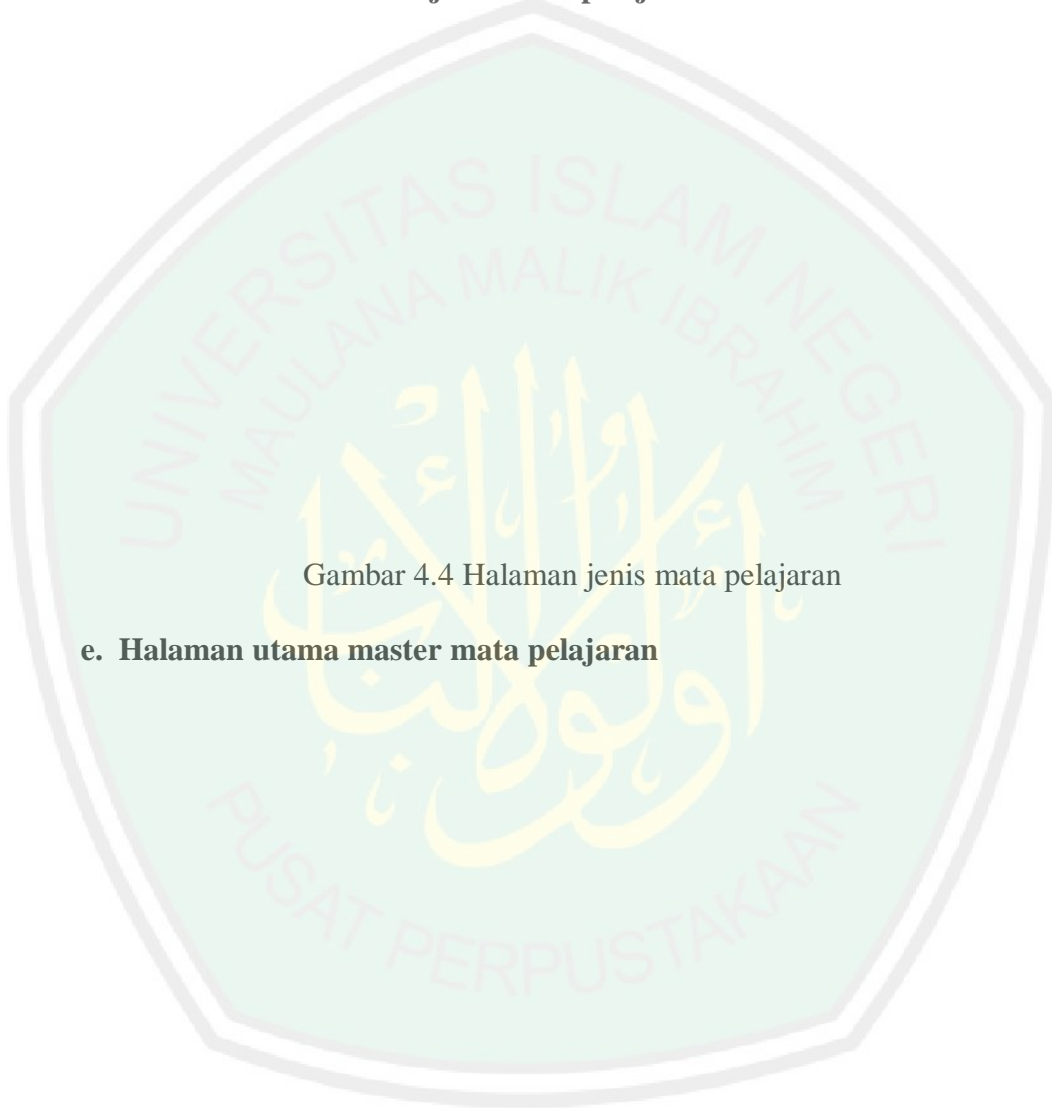 UNIVERSITAS ISLAM NEGERI
MAULANA MALIK IBRAHIM
Gambar 4.4 Halaman jenis mata pelajaran
e. Halaman utama master mata pelajaran
PUSAT PERPUSTAKAAN